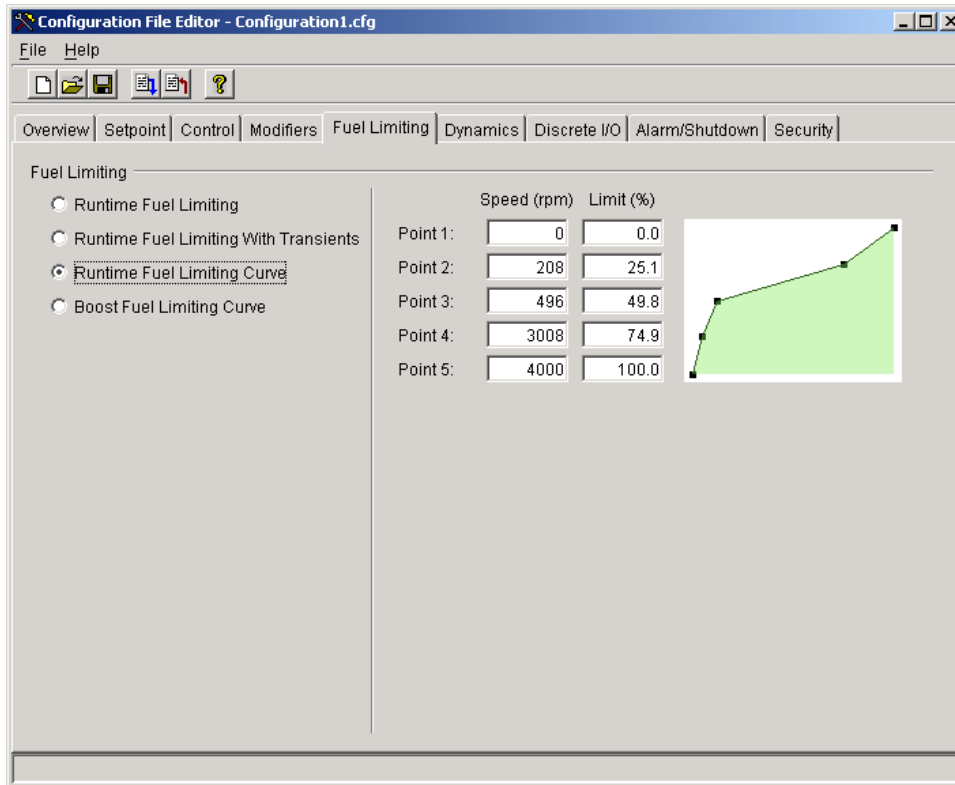 Configuration File Editor - Configuration1.cfg
File Help
Overview Setpoint Control Modifiers Fuel Limiting Dynamics Discrete I/O Alarm/Shutdown Security
Fuel Limiting
Runtime Fuel Limiting
Runtime Fuel Limiting With Transients
Runtime Fuel Limiting Curve
Boost Fuel Limiting Curve
Speed (rpm) Limit (%)
Point 1: 0 0.0
Point 2: 208 25.1
Point 3: 496 49.8
Point 4: 3008 74.9
Point 5: 4000 100.0